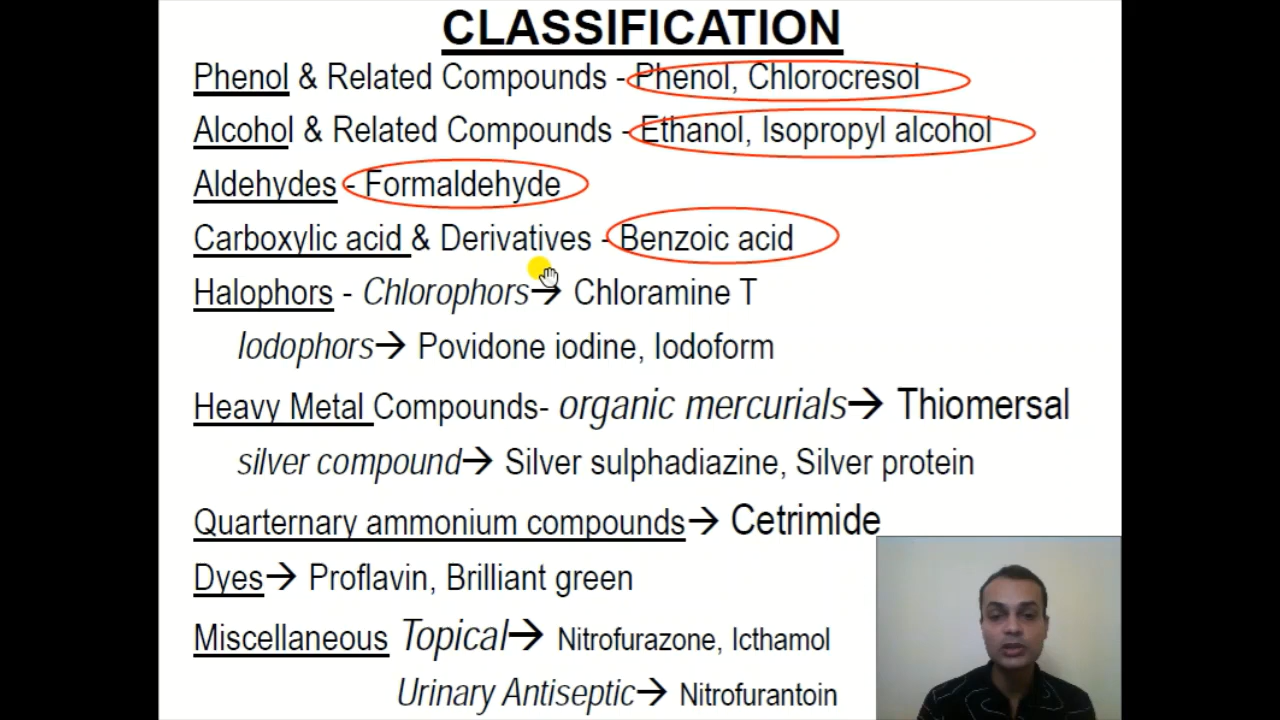 CLASSIFICATION
Phenol & Related Compounds - Phenol, Chlorocresol
Alcohol & Related Compounds - Ethanol, Isopropyl alcohol
Aldehydes - Formaldehyde
Carboxylic acid & Derivatives - Benzoic acid
Halophors - Chlorophors→ Chloramine T
Iodophors→ Povidone iodine, Iodoform
Heavy Metal Compounds- organic mercurials→ Thiomersal
silver compound→ Silver sulphadiazine, Silver protein
Quarternary ammonium compounds→ Cetrimide
Dyes→ Proflavin, Brilliant green
Miscellaneous Topical→ Nitrofurazone, Icthamol
Urinary Antiseptic→ Nitrofurantoin